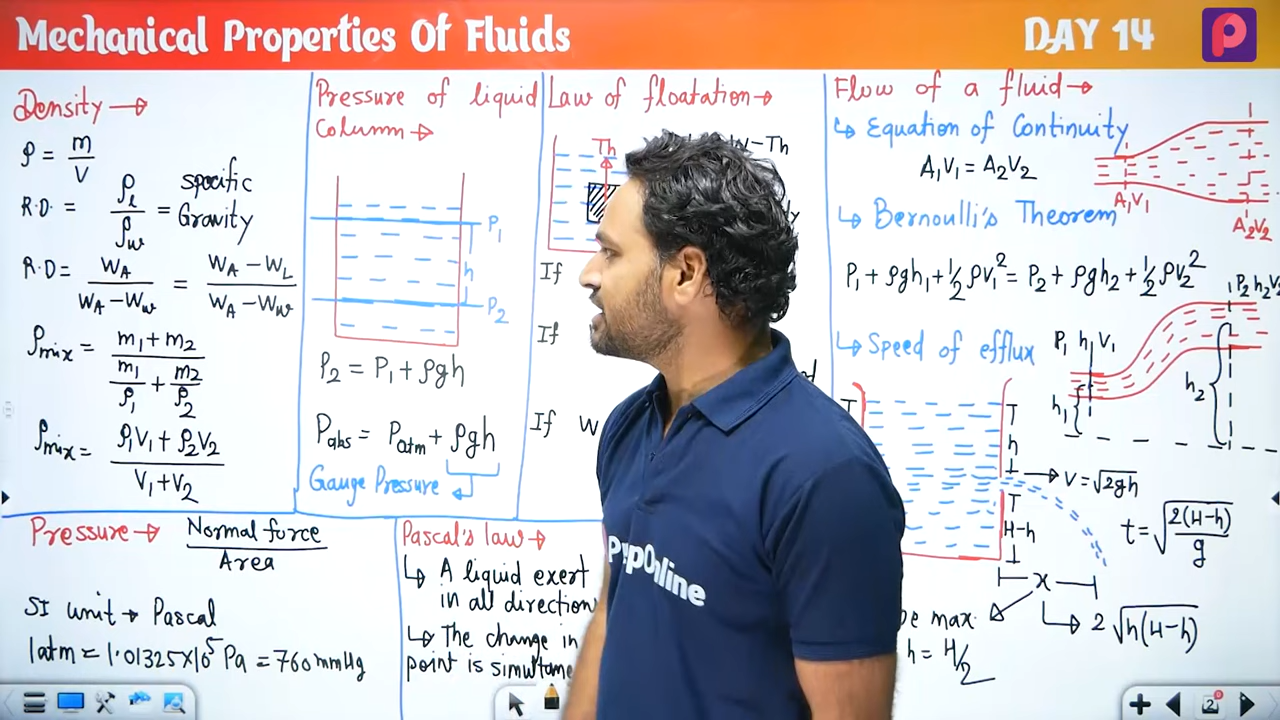 Mechanical Properties Of Fluids
DAY 14
Density →
ρ = m/V
R.D. = ρL/ρw = specific Gravity
R.D = WA/(WA-Ww) = (WA-WL)/(WA-Ww)
ρmix = (m1+m2)/(m1/ρ1 + m2/ρ2)
ρmix = (ρ1V1+ρ2V2)/(V1+V2)
Pressure of liquid
Column →
P1
h
P2
P2 = P1 + ρgh
Pabs = Patm + ρgh
Gauge Pressure
Law of floatation →
Th
W-Th
If
If
If W
Flow of a fluid →
↳ Equation of Continuity
A1V1 = A2V2
A1V1
A2V2
↳ Bernoulli's Theorem
P1 + ρgh1 + ½ρv1² = P2 + ρgh2 + ½ρv2²
P2 h2 V2
P1 h1 V1
h1
h2
↳ Speed of efflux
T
h
→ v = √2gh
T
H-h
t = √(2(H-h)/g)
x
→ 2√h(H-h)
be max.
h = H/2
Pressure → Normal force/Area
SI unit → Pascal
1atm = 1.01325×10⁵ Pa = 760mmHg
Pascal's law →
↳ A liquid exert
in all direction
↳ The change in
point is
PrepOnline